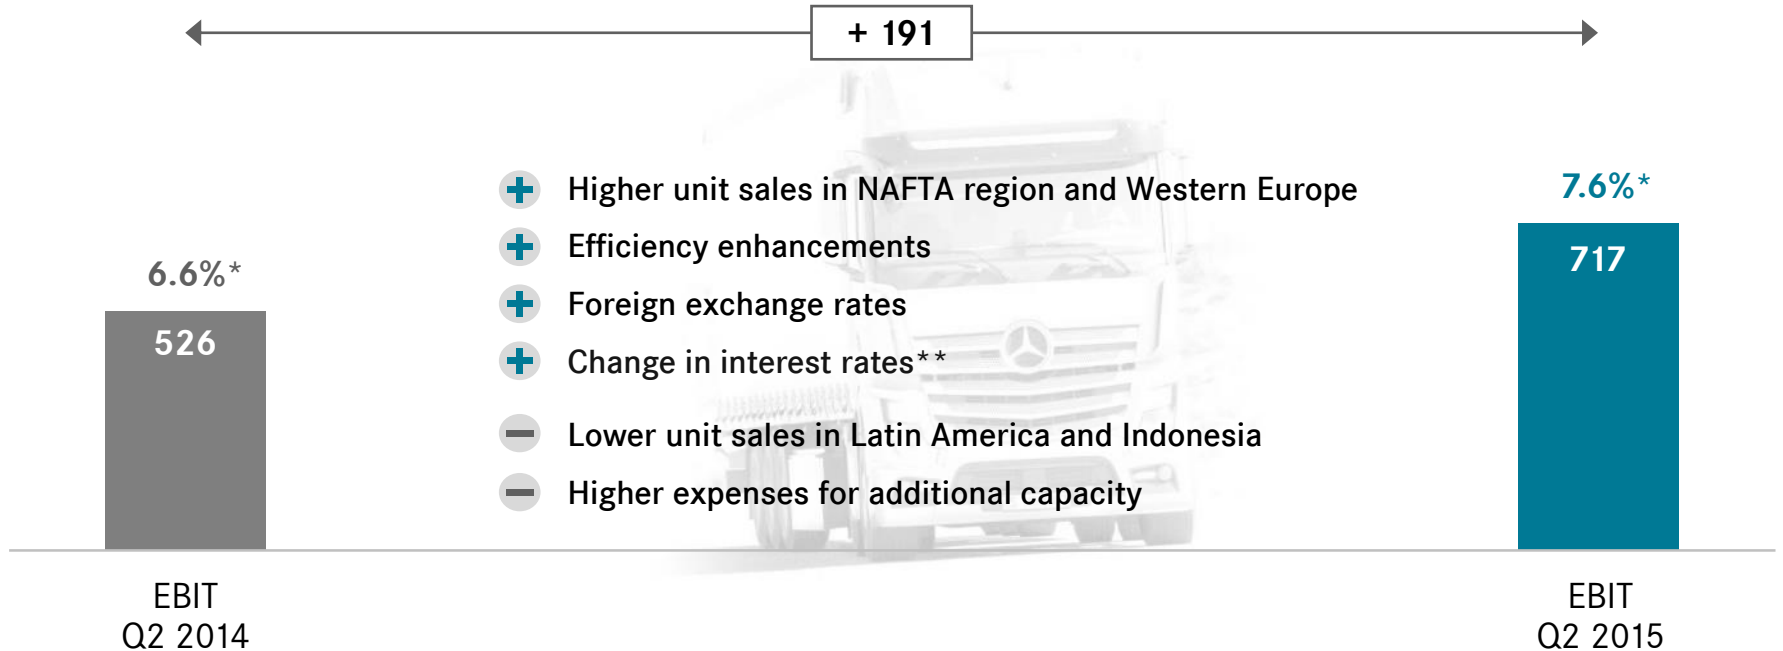 + 191
Higher unit sales in NAFTA region and Western Europe
Efficiency enhancements
Foreign exchange rates
Change in interest rates**
Lower unit sales in Latin America and Indonesia
Higher expenses for additional capacity
6.6%*
526
EBIT
Q2 2014
7.6%*
717
EBIT
Q2 2015